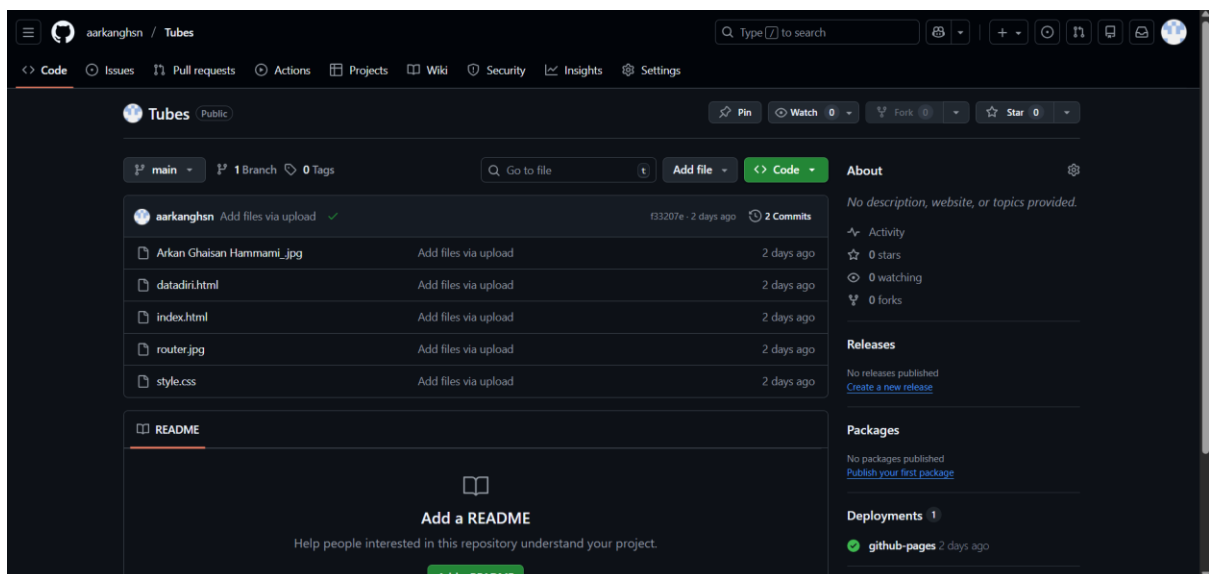 aarkanghsn / Tubes
Type / to search
Code Issues Pull requests Actions Projects Wiki Security Insights Settings
Tubes Public
Pin Watch 0 Fork 0 Star 0
main 1 Branch 0 Tags Go to file t Add file Code
aarkanghsn Add files via upload f33207e · 2 days ago 2 Commits
Arkan Ghaisan Hammami_.jpg Add files via upload 2 days ago
datadiri.html Add files via upload 2 days ago
index.html Add files via upload 2 days ago
router.jpg Add files via upload 2 days ago
style.css Add files via upload 2 days ago
README
Add a README
Help people interested in this repository understand your project.
About
No description, website, or topics provided.
Activity
0 stars
0 watching
0 forks
Releases
No releases published
Create a new release
Packages
No packages published
Publish your first package
Deployments 1
github-pages 2 days ago